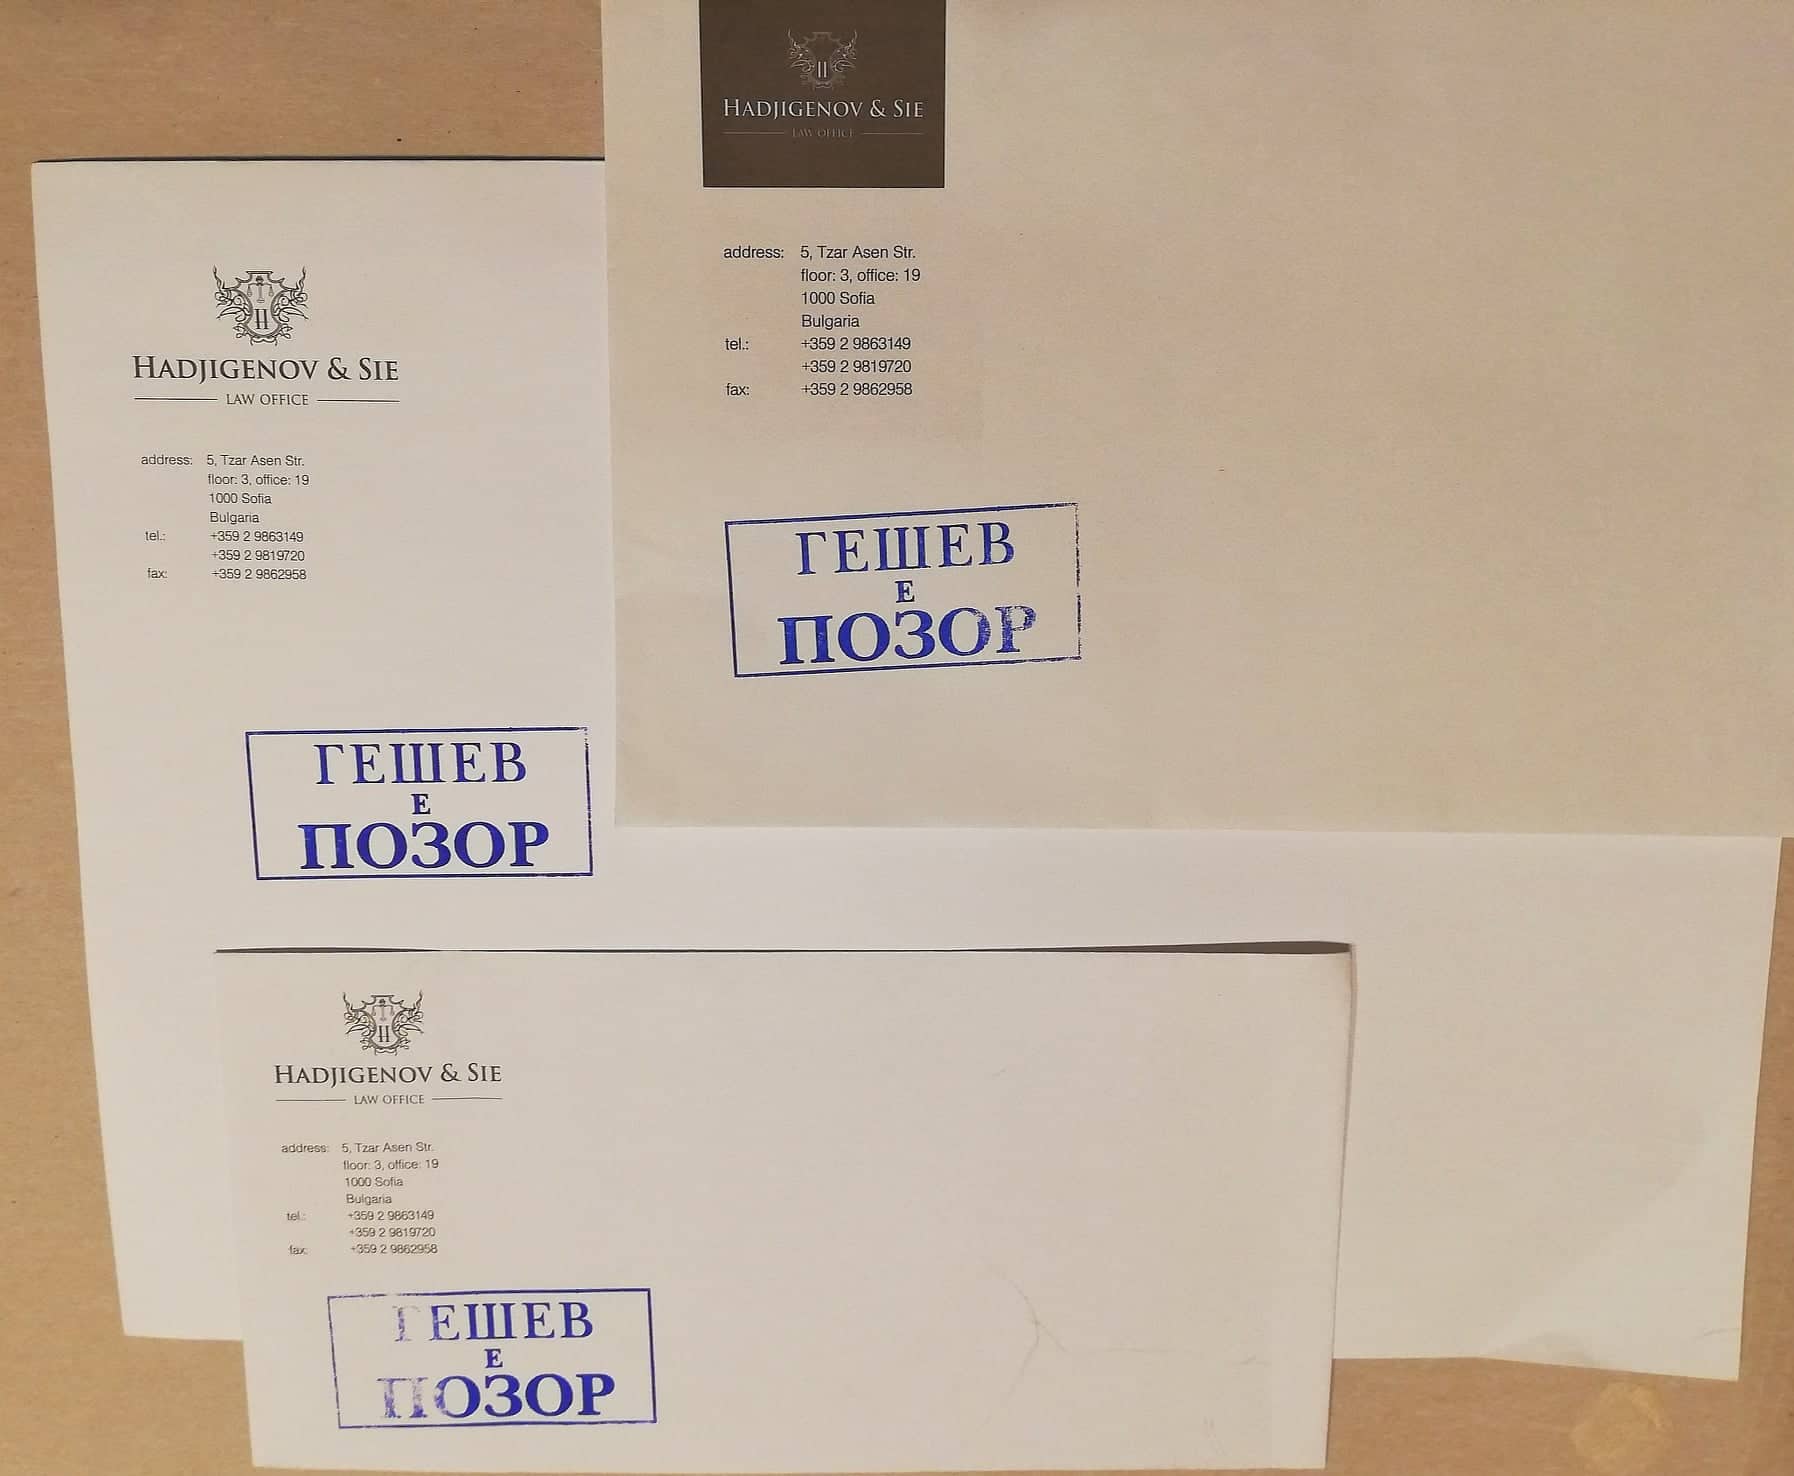 HADJIGENOV & SIE
LAW OFFICE
address: 5, Tzar Asen Str.
floor: 3, office: 19
1000 Sofia
Bulgaria
tel.: +359 2 9863149
+359 2 9819720
fax: +359 2 9862958
ГЕШЕВ
Е
ПОЗОР
H
HADJIGENOV & SIE
LAW OFFICE
address: 5, Tzar Asen Str.
floor: 3, office: 19
1000 Sofia
Bulgaria
tel.: +359 2 9863149
+359 2 9819720
fax: +359 2 9862958
ГЕШЕВ
Е
ПОЗОР
H
HADJIGENOV & SIE
LAW OFFICE
address: 5, Tzar Asen Str.
floor: 3, office: 19
1000 Sofia
Bulgaria
tel.: +359 2 9863149
+359 2 9819720
fax: +359 2 9862958
ГЕШЕВ
Е
ПОЗОР